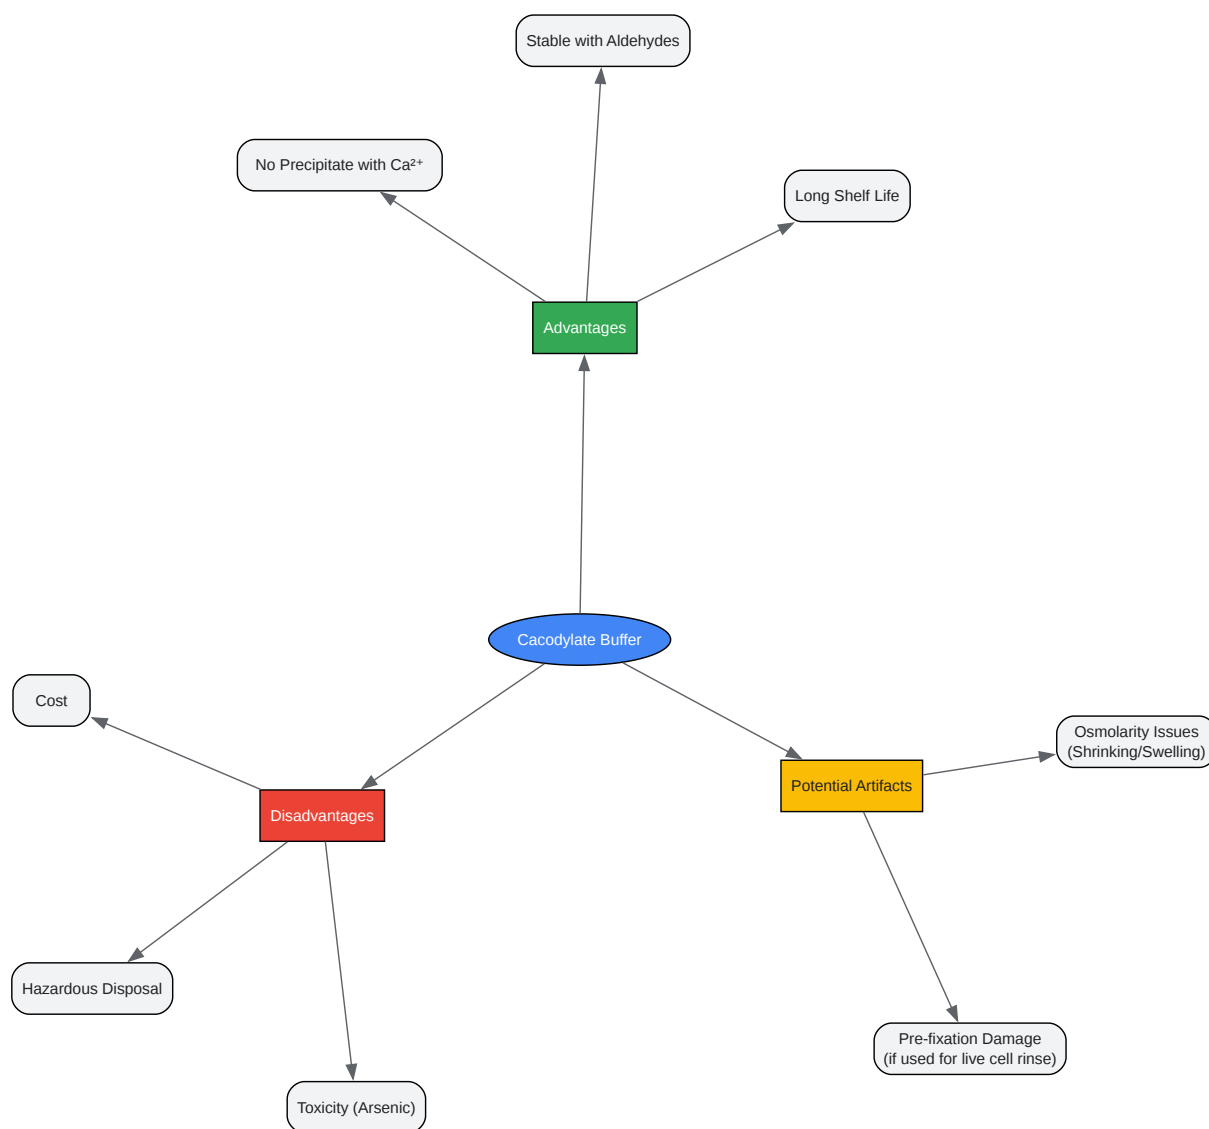 Stable with Aldehydes
No Precipitate with Ca²⁺
Long Shelf Life
Advantages
Cacodylate Buffer
Cost
Osmolarity Issues
(Shrinking/Swelling)
Potential Artifacts
Disadvantages
Hazardous Disposal
Pre-fixation Damage
(if used for live cell rinse)
Toxicity (Arsenic)